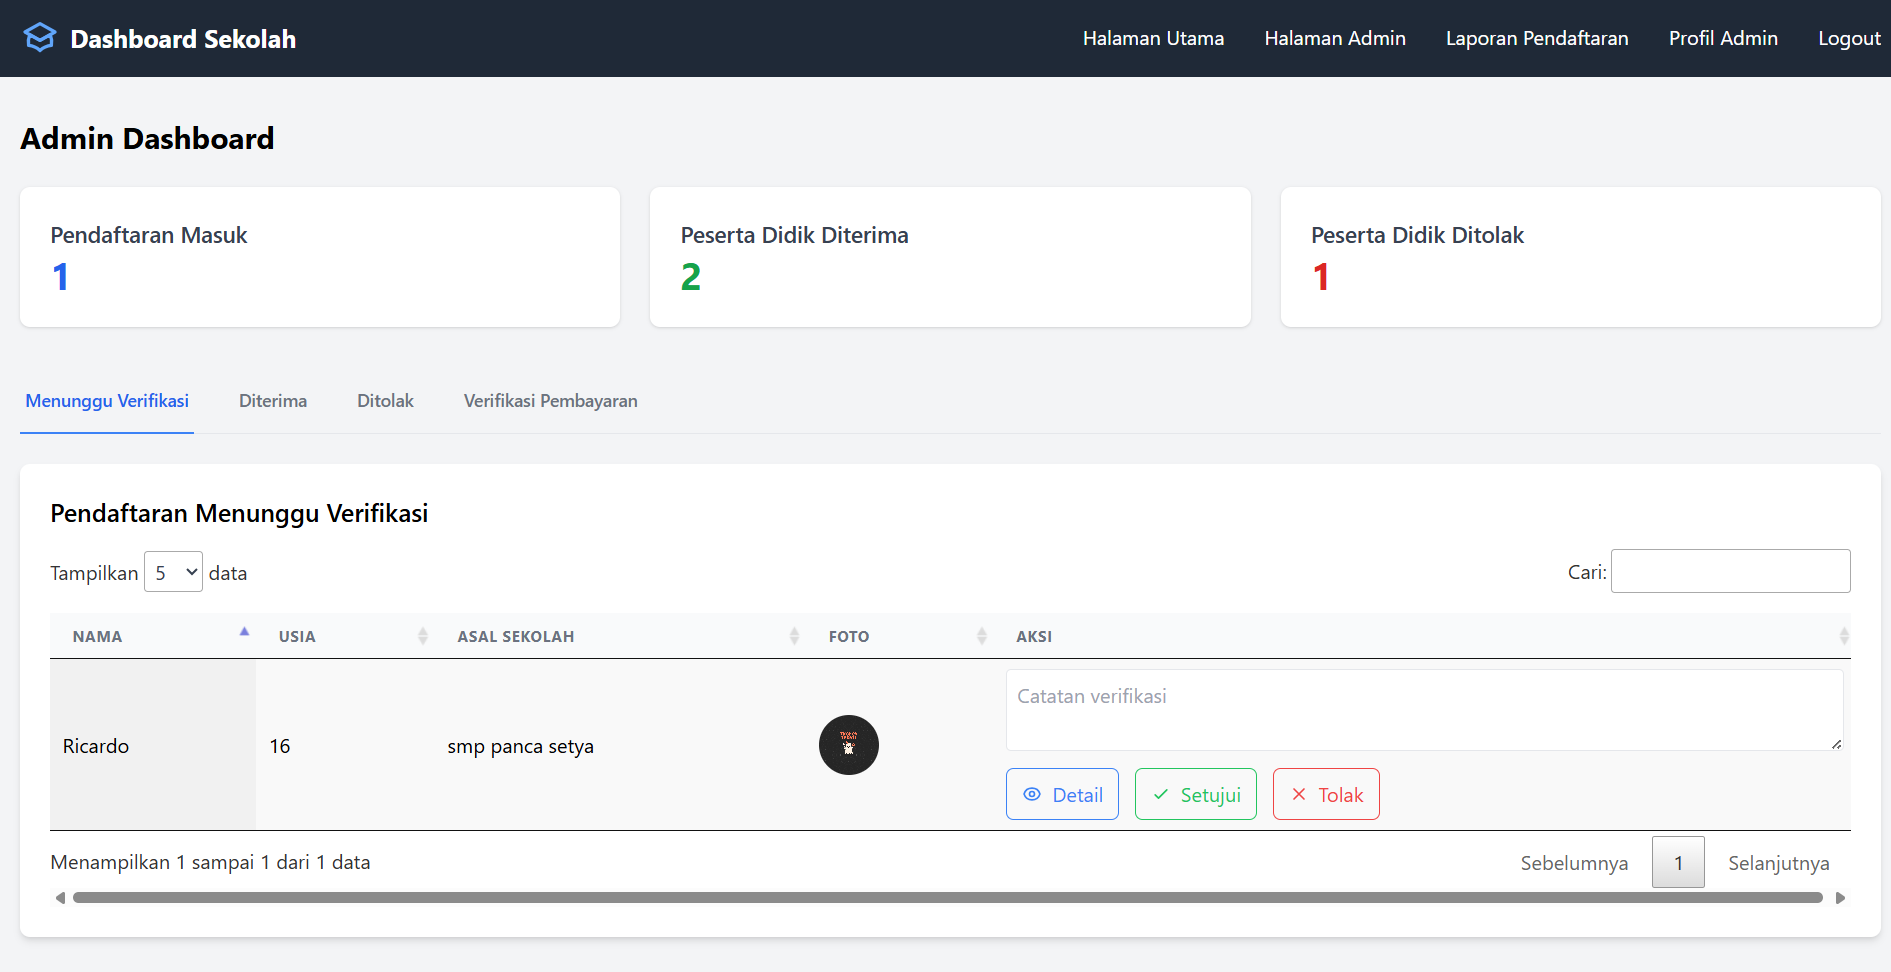 Dashboard Sekolah
Halaman Utama Halaman Admin Laporan Pendaftaran Profil Admin Logout
Admin Dashboard
Pendaftaran Masuk
1
Peserta Didik Diterima
2
Peserta Didik Ditolak
1
Menunggu Verifikasi Diterima Ditolak Verifikasi Pembayaran
Pendaftaran Menunggu Verifikasi
Tampilkan 5 data
Cari:
NAMA USIA ASAL SEKOLAH FOTO AKSI
Ricardo 16 smp panca setya
Catatan verifikasi
Detail Setujui Tolak
Menampilkan 1 sampai 1 dari 1 data
Sebelumnya 1 Selanjutnya